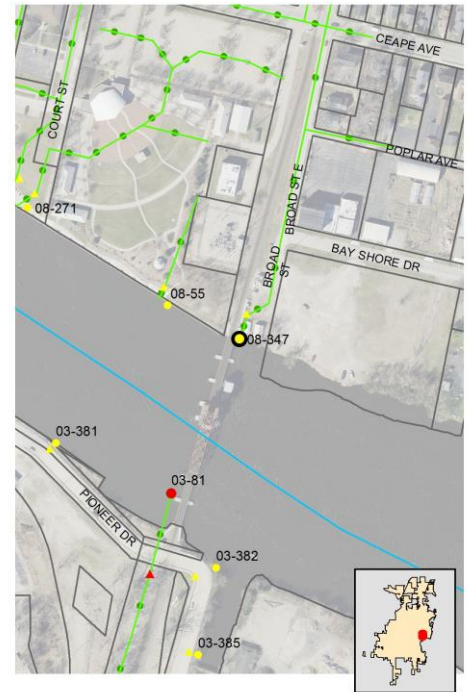 CEAPE AVE
COURT ST
POPLAR AVE
BROAD ST E
BROAD
ST
BAY SHORE DR
08-271
08-55
08-347
03-381
03-81
PIONEER DR
03-382
03-385